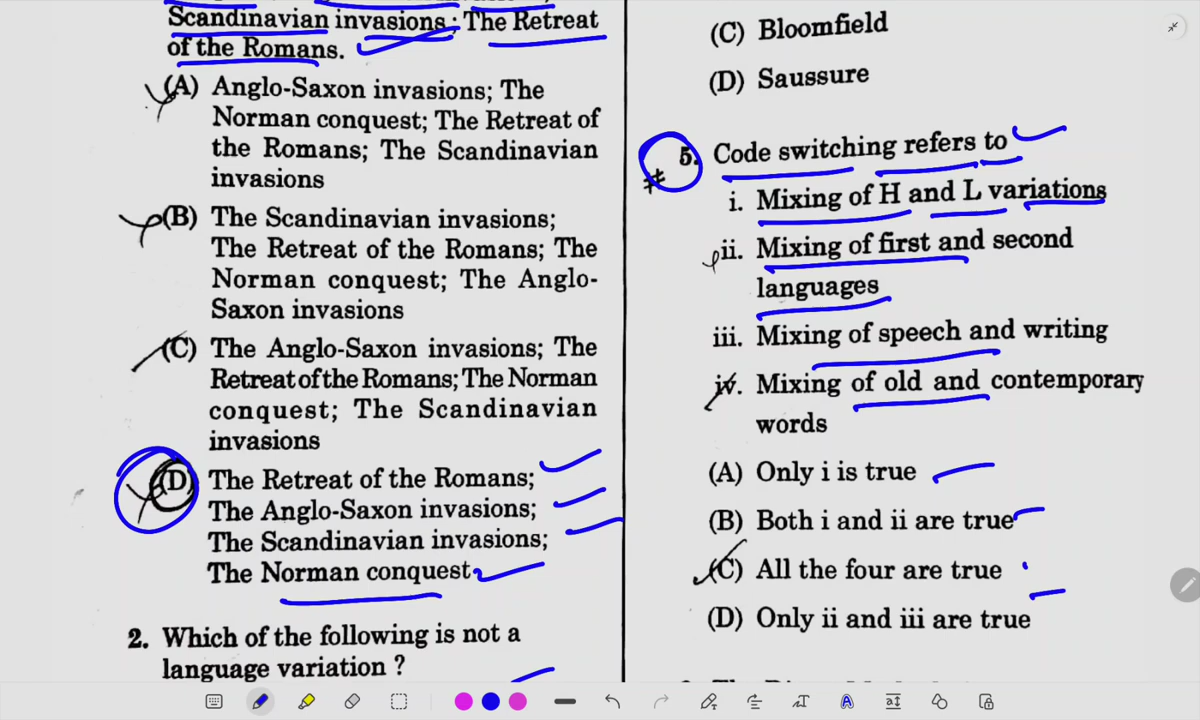 Scandinavian invasions; The Retreat
of the Romans.
(A) Anglo-Saxon invasions; The
Norman conquest; The Retreat of
the Romans; The Scandinavian
invasions
(B) The Scandinavian invasions;
The Retreat of the Romans; The
Norman conquest; The Anglo-
Saxon invasions
(C) The Anglo-Saxon invasions; The
Retreat of the Romans; The Norman
conquest; The Scandinavian
invasions
(D) The Retreat of the Romans;
The Anglo-Saxon invasions;
The Scandinavian invasions;
The Norman conquest
2. Which of the following is not a
language variation ?
(C) Bloomfield
(D) Saussure
5. Code switching refers to
i. Mixing of H and L variations
ii. Mixing of first and second
languages
iii. Mixing of speech and writing
iv. Mixing of old and contemporary
words
(A) Only i is true
(B) Both i and ii are true
(C) All the four are true
(D) Only ii and iii are true